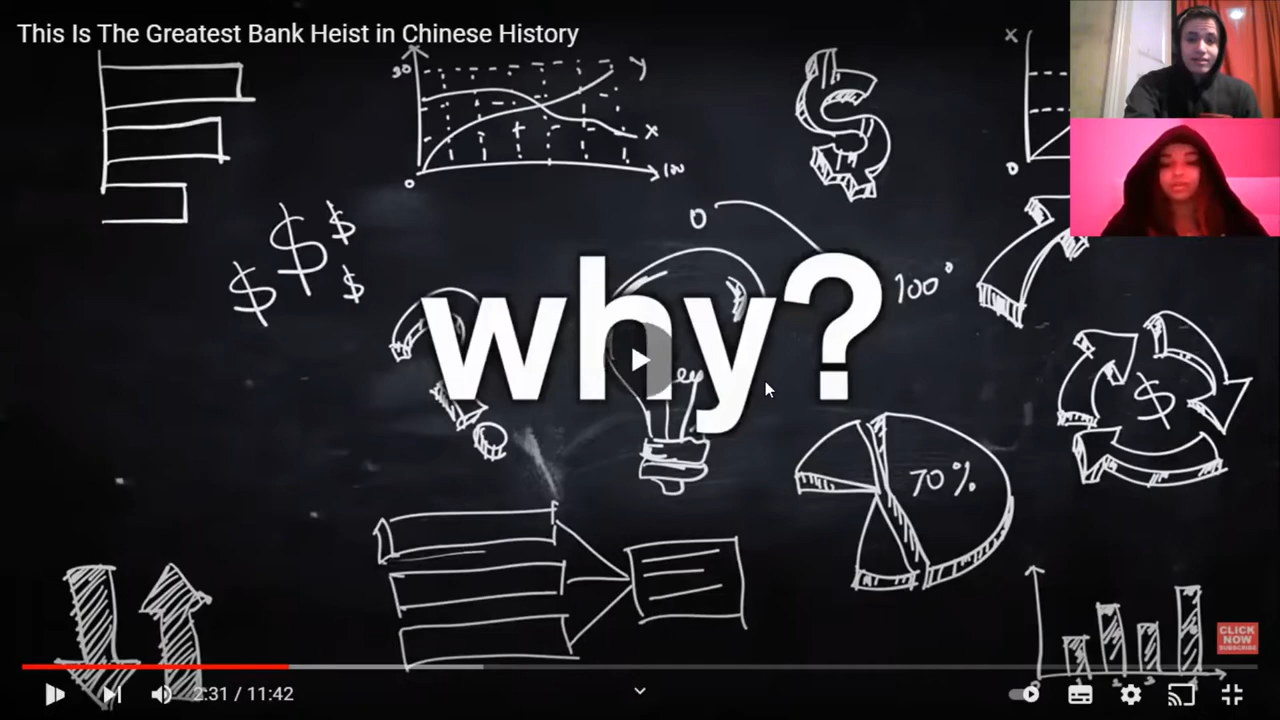 This Is The Greatest Bank Heist in Chinese History
30
y
x
0
100
$
X
0
$
$
$
$
0
100°
why?
$
70%
CLICK
NOW
SUBSCRIBE
2:31 / 11:42